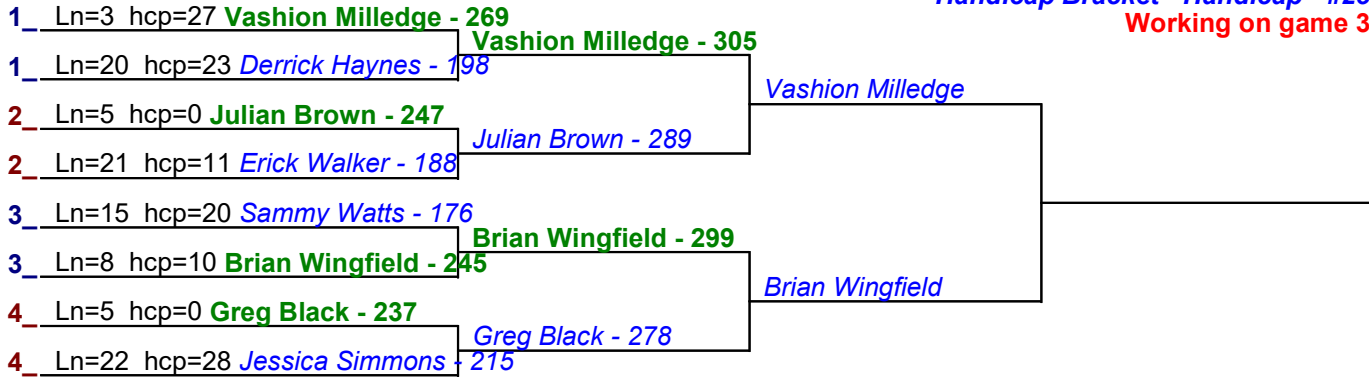 Handicap Bracket - Handicap - #25
Working on game 3
1_ Ln=3 hcp=27 Vashion Milledge - 269
Vashion Milledge - 305
1_ Ln=20 hcp=23 Derrick Haynes - 198
Vashion Milledge
2_ Ln=5 hcp=0 Julian Brown - 247
Julian Brown - 289
2_ Ln=21 hcp=11 Erick Walker - 188
3_ Ln=15 hcp=20 Sammy Watts - 176
Brian Wingfield - 299
3_ Ln=8 hcp=10 Brian Wingfield - 245
Brian Wingfield
4_ Ln=5 hcp=0 Greg Black - 237
Greg Black - 278
4_ Ln=22 hcp=28 Jessica Simmons - 215